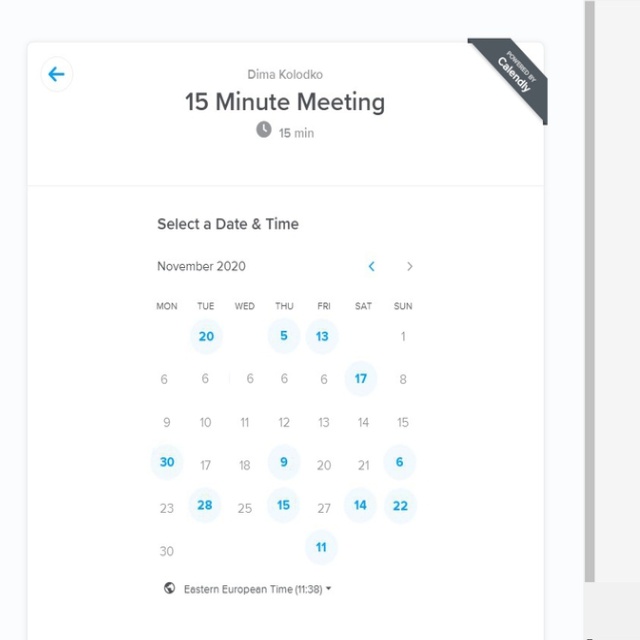 POWERED BY
Calendly
Dima Kolodko
15 Minute Meeting
15 min
Select a Date & Time
November 2020
MON TUE WED THU FRI SAT SUN
20 5 13 1
6 6 6 6 6 17 8
9 10 11 12 13 14 15
30 17 18 9 20 21 6
23 28 25 15 27 14 22
30 11
Eastern European Time (11:38)